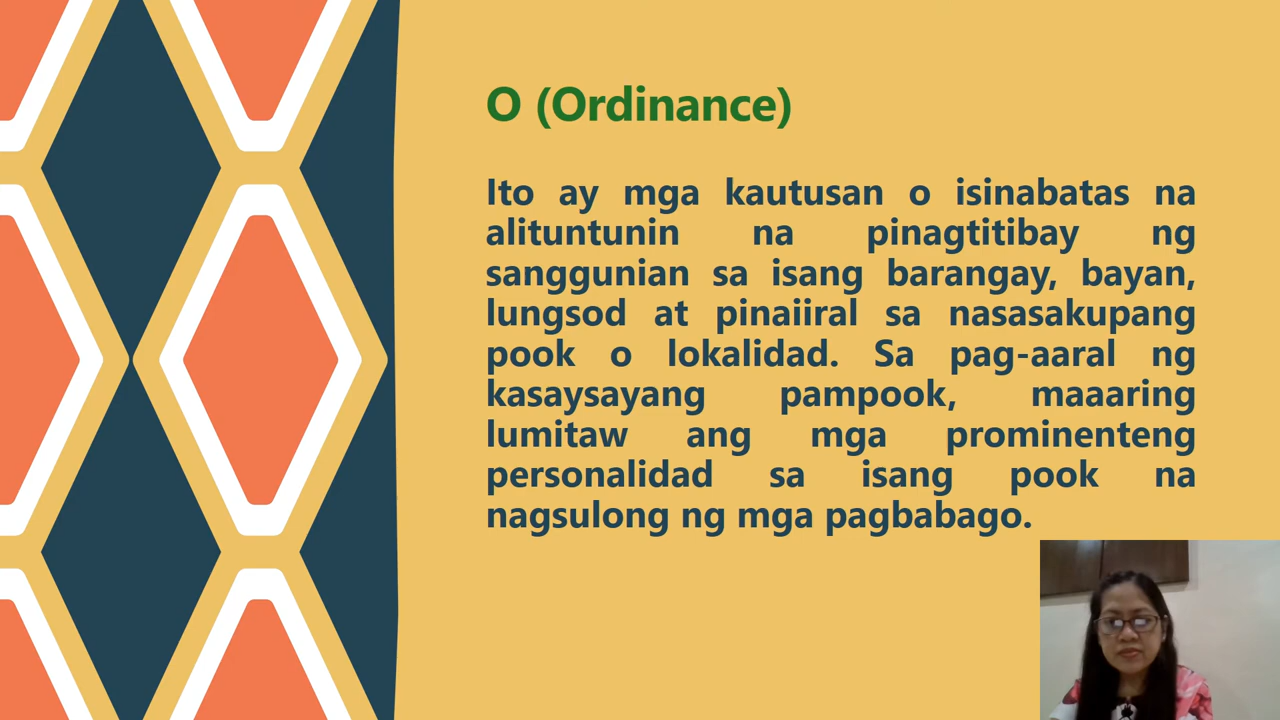 O (Ordinance)
Ito ay mga kautusan o isinabatas na
alituntunin na pinagtitibay ng
sanggunian sa isang barangay, bayan,
lungsod at pinaiiral sa nasasakupang
pook o lokalidad. Sa pag-aaral ng
kasaysayang pampook, maaaring
lumitaw ang mga prominenteng
personalidad sa isang pook na
nagsulong ng mga pagbabago.